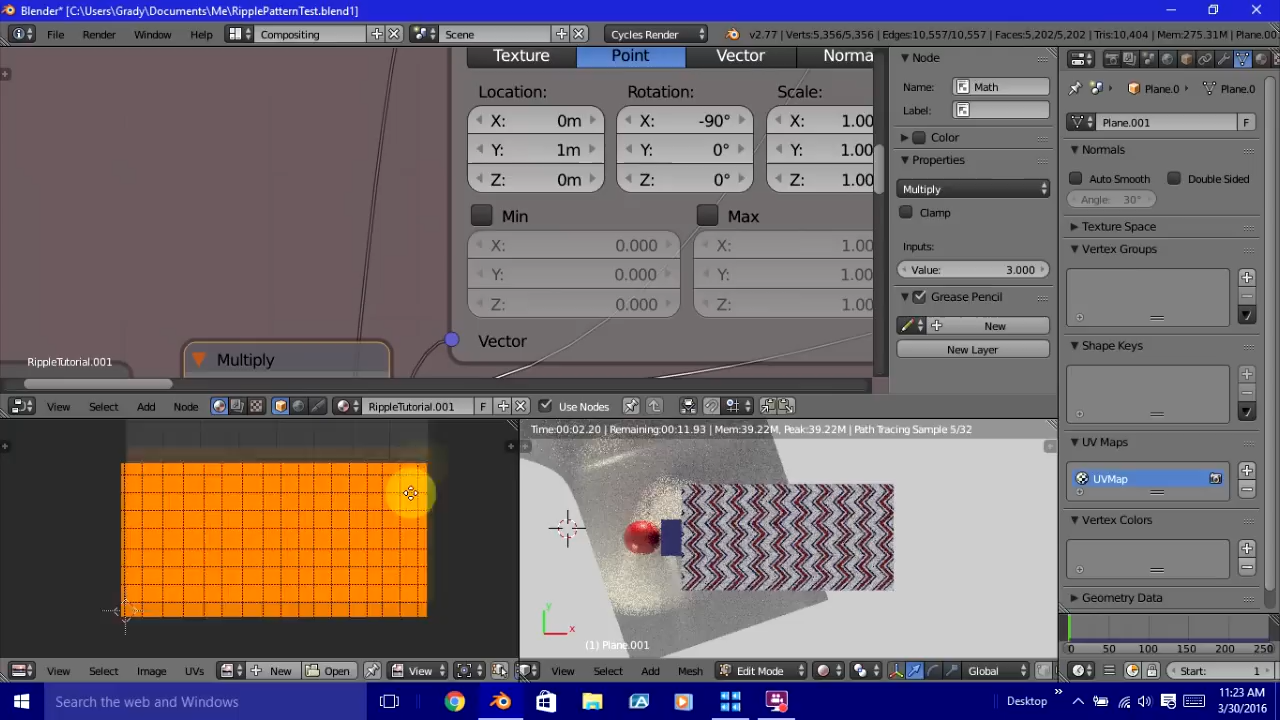 Blender* [C:\Users\Grady\Documents\Me\RipplePatternTest.blend1]
File Render Window Help Compositing Scene Cycles Render v2.77 | Verts:5,356/5,356 | Edges:10,557/10,557 | Faces:5,202/5,202 | Tris:10,404 | Mem:275.31M | Plane.00
Texture Point Vector Norma
Location: Rotation: Scale:
X: 0m X: -90° X: 1.00
Y: 1m Y: 0° Y: 1.00
Z: 0m Z: 0° Z: 1.00
Min Max
X: 0.000 X: 1.00
Y: 0.000 Y: 1.00
Z: 0.000 Z: 1.00
Vector
Multiply
RippleTutorial.001
Node
Name: Math
Label:
Color
Properties
Multiply
Clamp
Inputs:
Value: 3.000
Grease Pencil
New
New Layer
Plane.0 Plane.0
Plane.001 F
Normals
Auto Smooth Double Sided
Angle: 30°
Texture Space
Vertex Groups
Shape Keys
UV Maps
UVMap
Vertex Colors
Geometry Data
View Select Add Node RippleTutorial.001 F Use Nodes
Time:00:02.20 | Remaining:00:11.93 | Mem:39.22M, Peak:39.22M | Path Tracing Sample 5/32
y
x
(1) Plane.001
0 50 100 150 200 250
View Select Image UVs New Open View
View Select Add Mesh Edit Mode Global
Start: 1
Search the web and Windows
Desktop
11:23 AM
3/30/2016